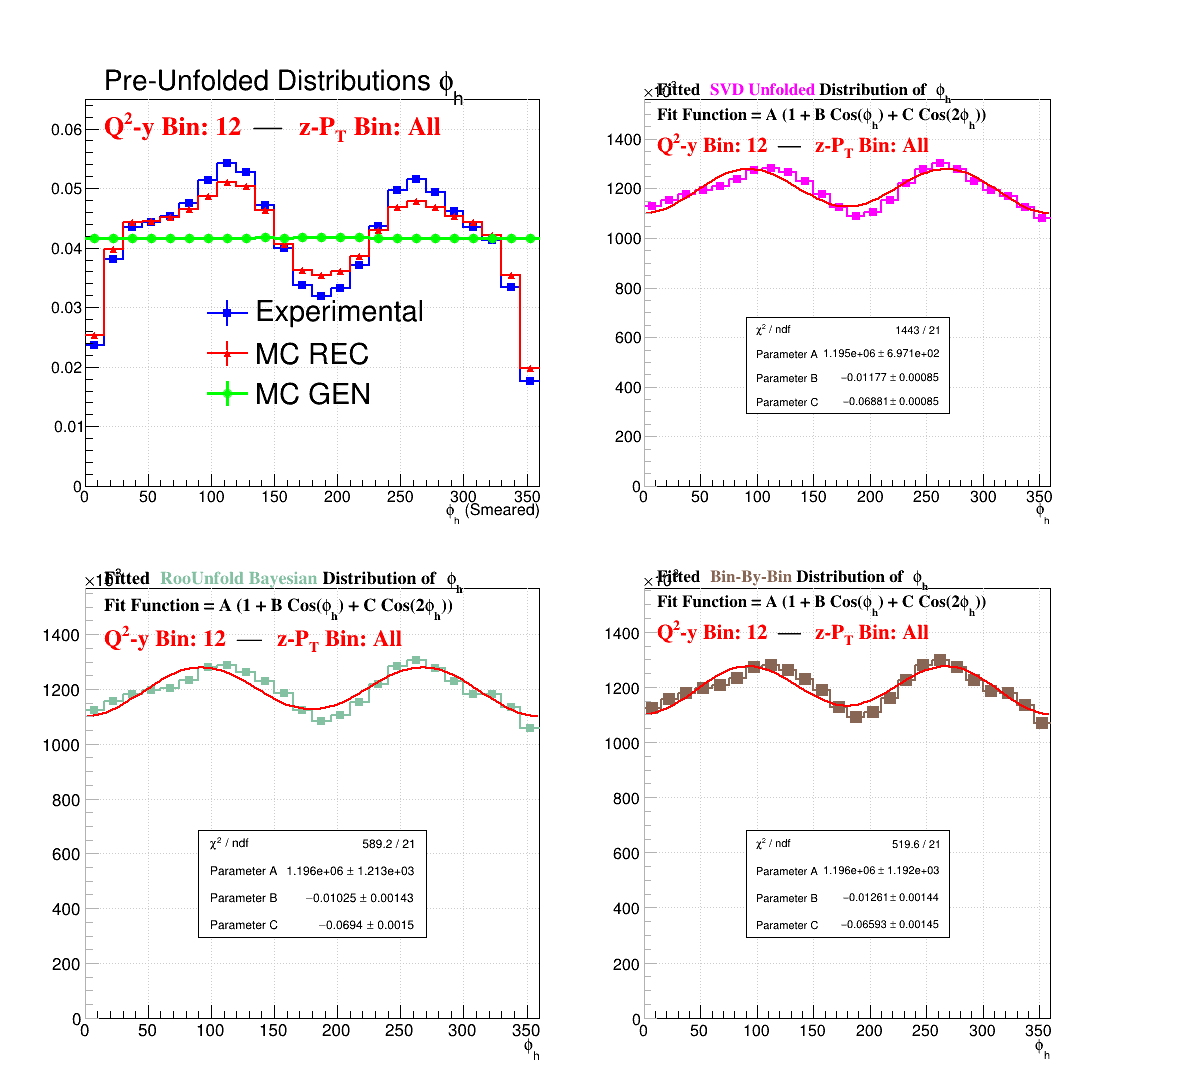 Pre-Unfolded Distributions ϕh
Q²-y Bin: 12 — z-PT Bin: All
0.06
0.05
0.04
0.03
0.02
0.01
0
Experimental
MC REC
MC GEN
0 50 100 150 200 250 300 350
ϕh (Smeared)
Fitted SVD Unfolded Distribution of ϕh
Fit Function = A (1 + B Cos(ϕh) + C Cos(2ϕh))
Q²-y Bin: 12 — z-PT Bin: All
1400
1200
1000
800
600
400
200
0
χ² / ndf 1443 / 21
Parameter A 1.195e+06 ± 6.971e+02
Parameter B −0.01177 ± 0.00085
Parameter C −0.06881 ± 0.00085
0 50 100 150 200 250 300 350
ϕh
Fitted RooUnfold Bayesian Distribution of ϕh
Fit Function = A (1 + B Cos(ϕh) + C Cos(2ϕh))
Q²-y Bin: 12 — z-PT Bin: All
1400
1200
1000
800
600
400
200
0
χ² / ndf 589.2 / 21
Parameter A 1.196e+06 ± 1.213e+03
Parameter B −0.01025 ± 0.00143
Parameter C −0.0694 ± 0.0015
0 50 100 150 200 250 300 350
ϕh
Fitted Bin-By-Bin Distribution of ϕh
Fit Function = A (1 + B Cos(ϕh) + C Cos(2ϕh))
Q²-y Bin: 12 — z-PT Bin: All
1400
1200
1000
800
600
400
200
0
χ² / ndf 519.6 / 21
Parameter A 1.196e+06 ± 1.192e+03
Parameter B −0.01261 ± 0.00144
Parameter C −0.06593 ± 0.00145
0 50 100 150 200 250 300 350
ϕh